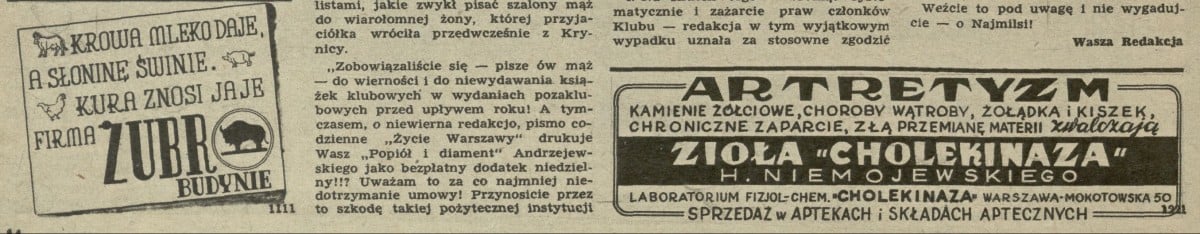 KROWA MLEKO DAJE,
A SŁONINĘ ŚWINIE.
KURA ZNOSI JAJE
FIRMA ŻUBR
BUDYNIE
1111
listami, jakie zwykł pisać szalony mąż
do wiarołomnej żony, której przyja-
ciółka wróciła przedwcześnie z Kry-
nicy.
„Zobowiązaliście się — pisze ów mąż
— do wierności i do niewydawania ksią-
żek klubowych w wydaniach pozaklu-
bowych przed upływem roku! A tym-
czasem, o niewierna redakcjo, pismo co-
dzienne „Życie Warszawy" drukuje
Wasz „Popiół i diament" Andrzejew-
skiego jako bezpłatny dodatek niedziel-
ny!!? Uważam to za co najmniej nie-
dotrzymanie umowy! Przynosicie przez
to szkodę takiej pożytecznej instytucji
matycznie i zażarcie praw członków
Klubu — redakcja w tym wyjątkowym
wypadku uznała za stosowne zgodzić
Weźcie to pod uwagę i nie wygaduj-
cie — o Najmilsi!
Wasza Redakcja
ARTRETYZM
KAMIENIE ŻÓŁCIOWE, CHOROBY WĄTROBY, ŻOŁĄDKA i KISZEK,
CHRONICZNE ZAPARCIE, ZŁĄ PRZEMIANĘ MATERII zwalczają
ZIOŁA "CHOLEKINAZA"
H. NIEMOJEWSKIEGO
LABORATORIUM FIZJOL-CHEM. "CHOLEKINAZA" WARSZAWA-MOKOTOWSKA 50
SPRZEDAŻ w APTEKACH i SKŁADACH APTECZNYCH